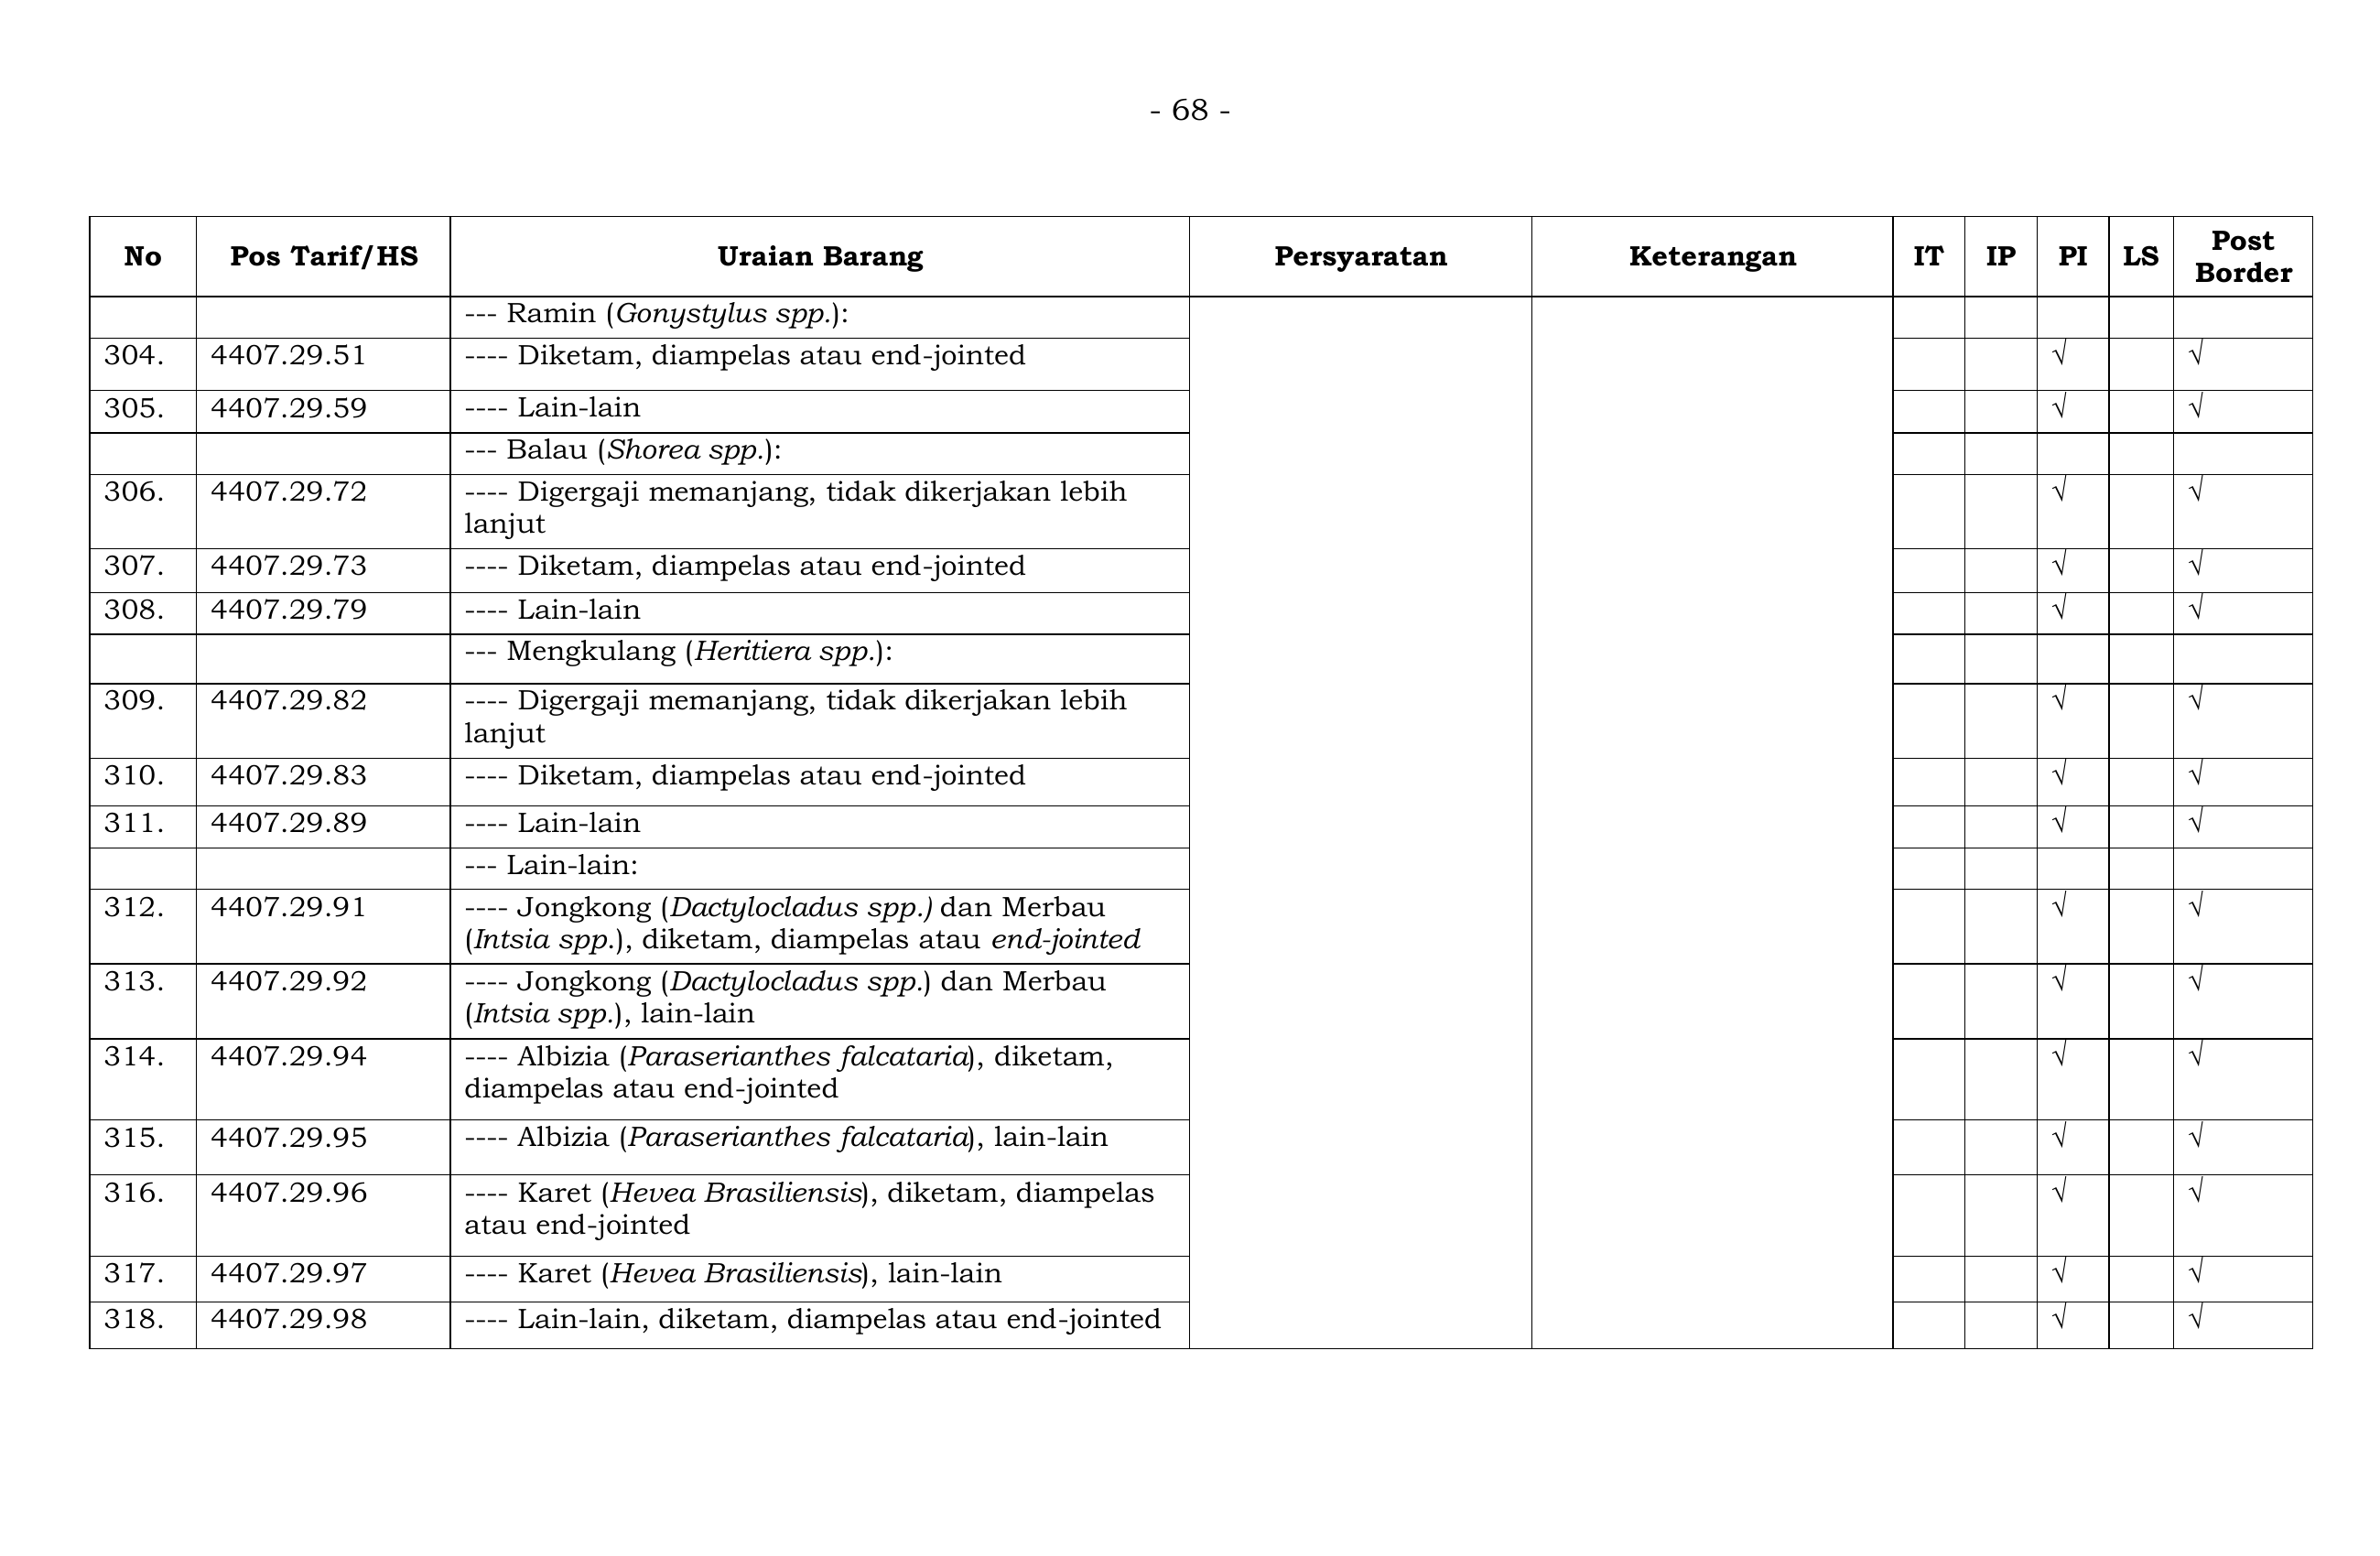 - 68 -
No Pos Tarif/HS Uraian Barang Persyaratan Keterangan IT IP PI LS Post Border
--- Ramin (Gonystylus spp.):
304. 4407.29.51 ---- Diketam, diampelas atau end-jointed √ √
305. 4407.29.59 ---- Lain-lain √ √
--- Balau (Shorea spp.):
306. 4407.29.72 ---- Digergaji memanjang, tidak dikerjakan lebih √ √
lanjut
307. 4407.29.73 ---- Diketam, diampelas atau end-jointed √ √
308. 4407.29.79 ---- Lain-lain √ √
--- Mengkulang (Heritiera spp.):
309. 4407.29.82 ---- Digergaji memanjang, tidak dikerjakan lebih √ √
lanjut
310. 4407.29.83 ---- Diketam, diampelas atau end-jointed √ √
311. 4407.29.89 ---- Lain-lain √ √
--- Lain-lain:
312. 4407.29.91 ---- Jongkong (Dactylocladus spp.) dan Merbau √ √
(Intsia spp.), diketam, diampelas atau end-jointed
313. 4407.29.92 ---- Jongkong (Dactylocladus spp.) dan Merbau √ √
(Intsia spp.), lain-lain
314. 4407.29.94 ---- Albizia (Paraserianthes falcataria), diketam, √ √
diampelas atau end-jointed
315. 4407.29.95 ---- Albizia (Paraserianthes falcataria), lain-lain √ √
316. 4407.29.96 ---- Karet (Hevea Brasiliensis), diketam, diampelas √ √
atau end-jointed
317. 4407.29.97 ---- Karet (Hevea Brasiliensis), lain-lain √ √
318. 4407.29.98 ---- Lain-lain, diketam, diampelas atau end-jointed √ √